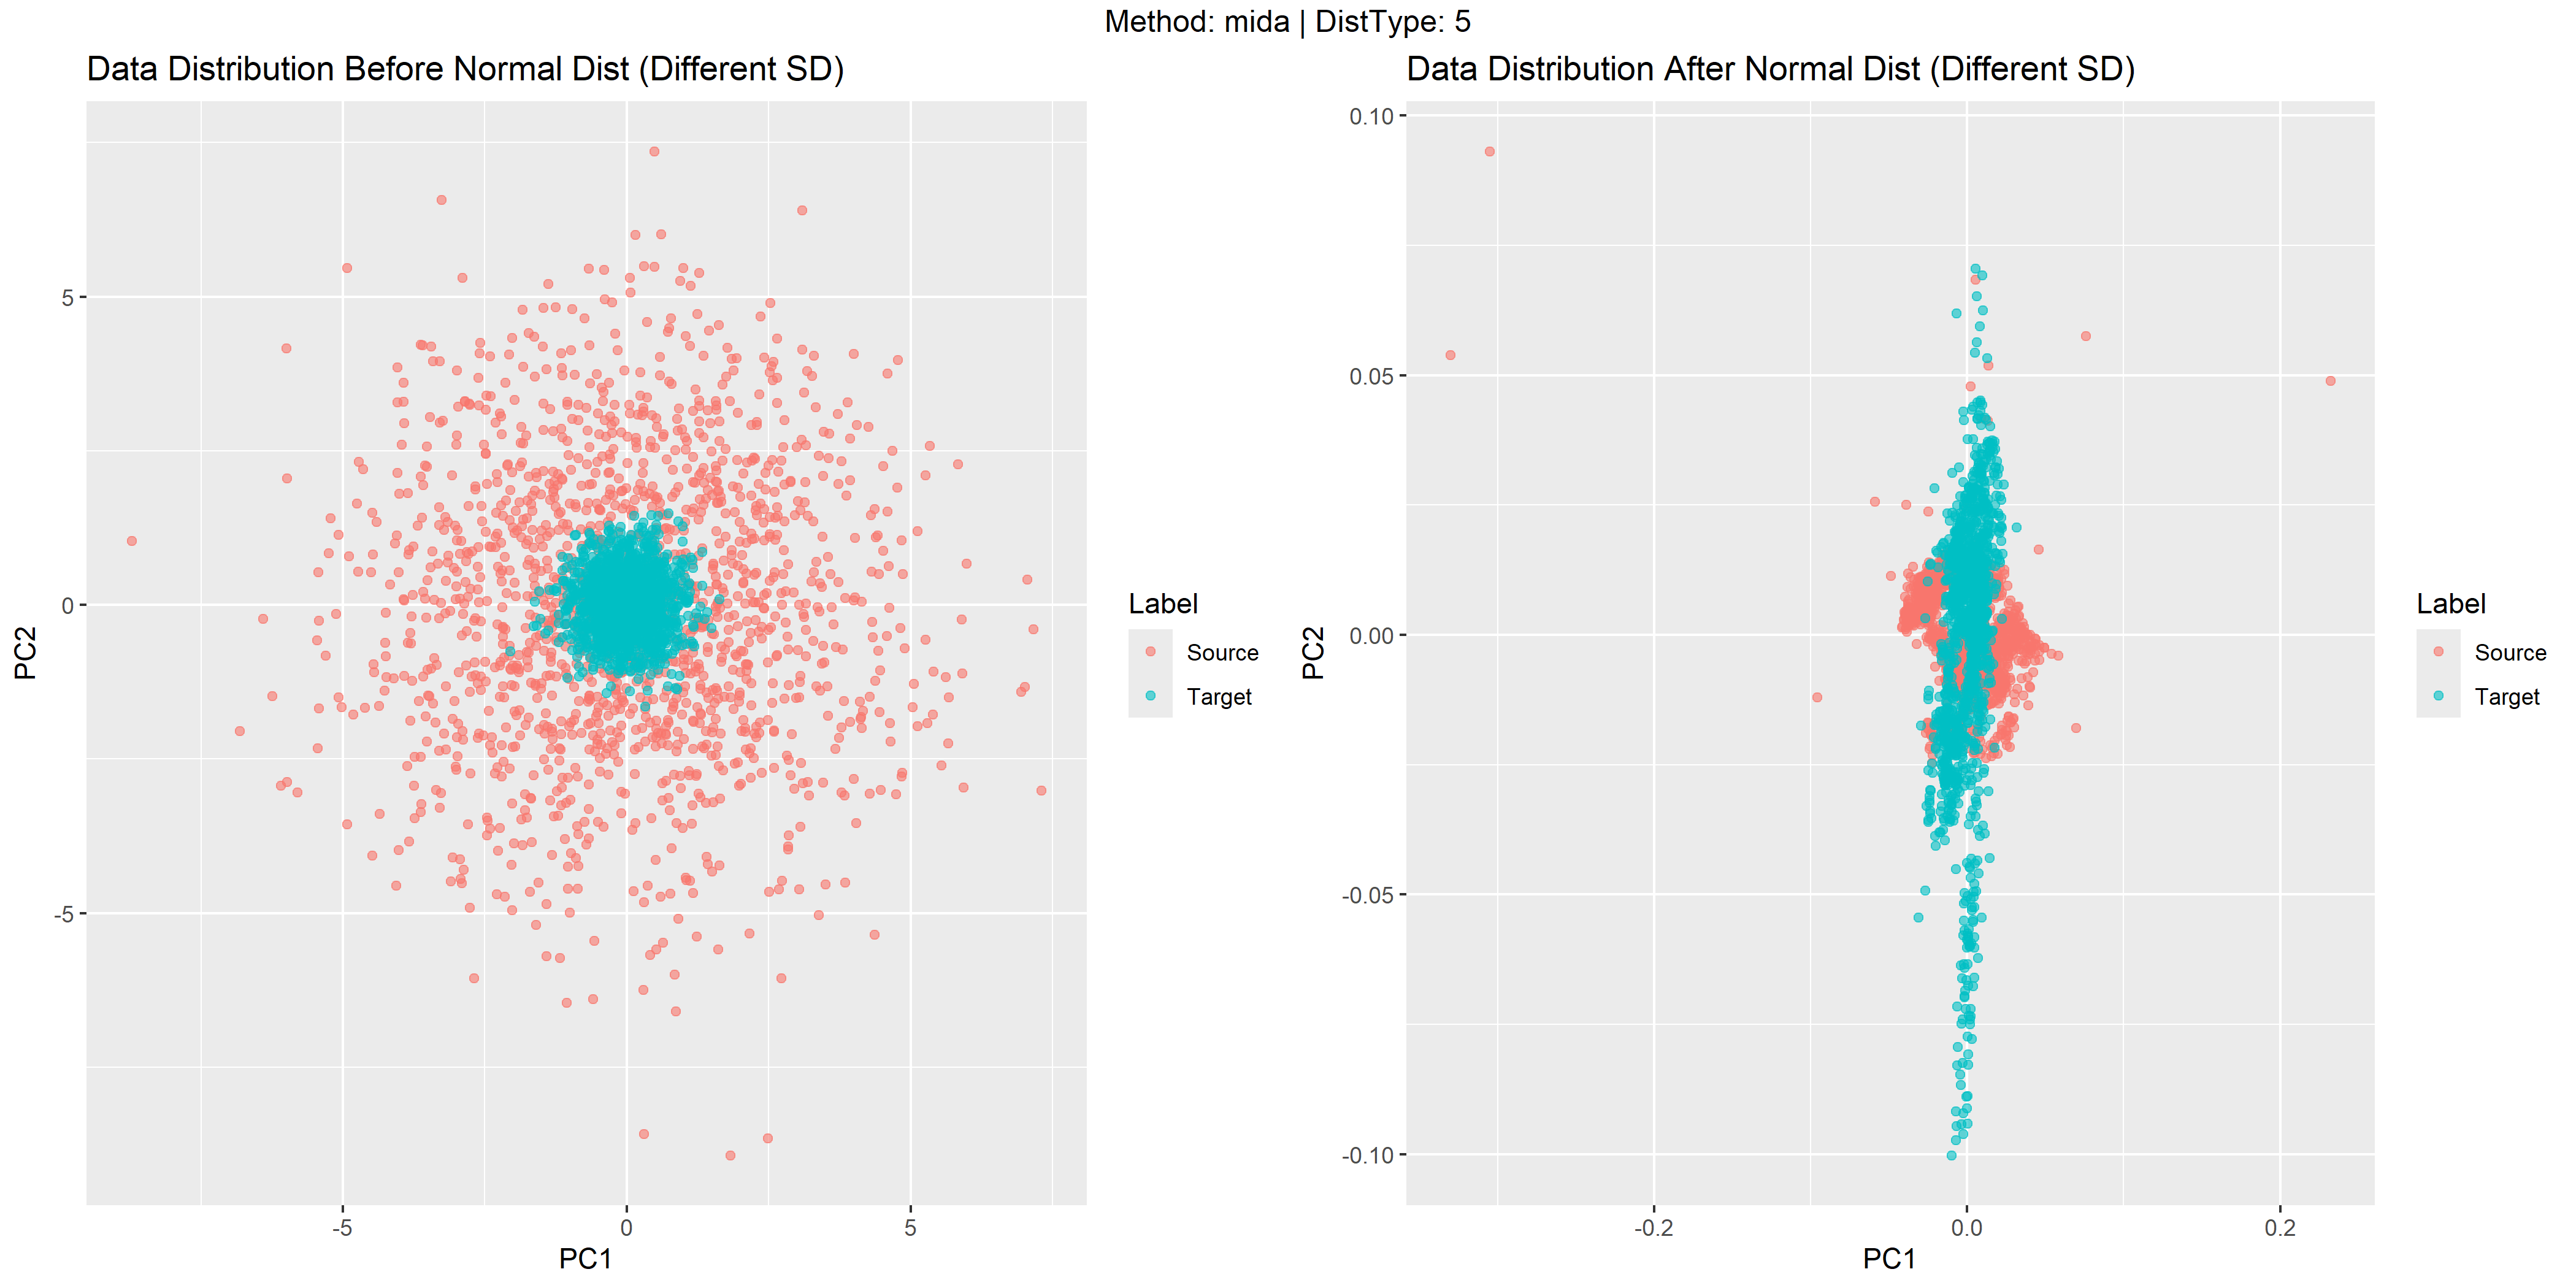 Method: mida | DistType: 5
Data Distribution Before Normal Dist (Different SD)
PC2
5
0
-5
-5 0 5
PC1
Label
Source
Target
Data Distribution After Normal Dist (Different SD)
PC2
0.10
0.05
0.00
-0.05
-0.10
-0.2 0.0 0.2
PC1
Label
Source
Target